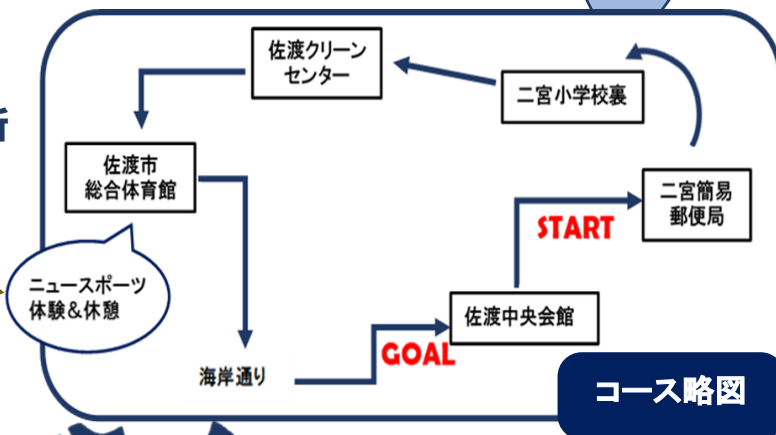 佐渡クリーン
センター
二宮小学校裏
佐渡市
総合体育館
二宮簡易
郵便局
START
ニュースポーツ
体験&休憩
佐渡中央会館
GOAL
海岸通り
コース略図